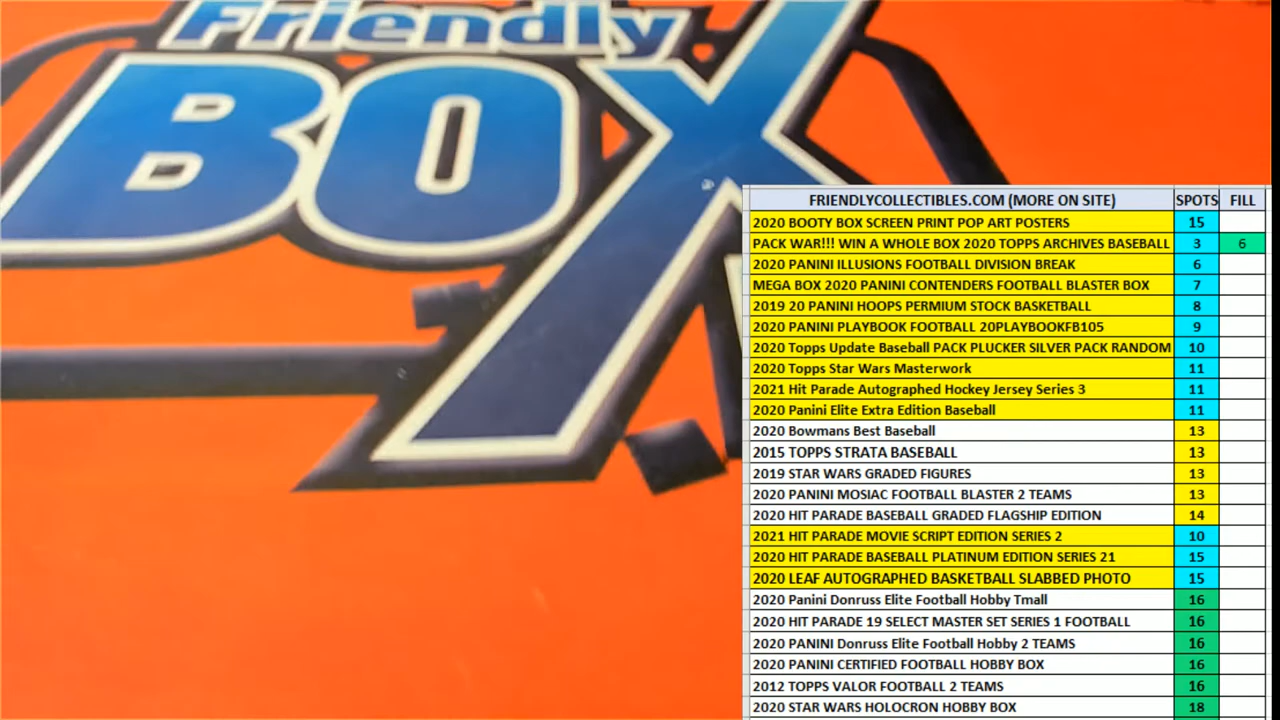 Friendly
BOX
FRIENDLYCOLLECTIBLES.COM (MORE ON SITE) SPOTS FILL
2020 BOOTY BOX SCREEN PRINT POP ART POSTERS 15
PACK WAR!!! WIN A WHOLE BOX 2020 TOPPS ARCHIVES BASEBALL 3 6
2020 PANINI ILLUSIONS FOOTBALL DIVISION BREAK 6
MEGA BOX 2020 PANINI CONTENDERS FOOTBALL BLASTER BOX 7
2019 20 PANINI HOOPS PERMIUM STOCK BASKETBALL 8
2020 PANINI PLAYBOOK FOOTBALL 20PLAYBOOKFB105 9
2020 Topps Update Baseball PACK PLUCKER SILVER PACK RANDOM 10
2020 Topps Star Wars Masterwork 11
2021 Hit Parade Autographed Hockey Jersey Series 3 11
2020 Panini Elite Extra Edition Baseball 11
2020 Bowmans Best Baseball 13
2015 TOPPS STRATA BASEBALL 13
2019 STAR WARS GRADED FIGURES 13
2020 PANINI MOSIAC FOOTBALL BLASTER 2 TEAMS 13
2020 HIT PARADE BASEBALL GRADED FLAGSHIP EDITION 14
2021 HIT PARADE MOVIE SCRIPT EDITION SERIES 2 10
2020 HIT PARADE BASEBALL PLATINUM EDITION SERIES 21 15
2020 LEAF AUTOGRAPHED BASKETBALL SLABBED PHOTO 15
2020 Panini Donruss Elite Football Hobby Tmall 16
2020 HIT PARADE 19 SELECT MASTER SET SERIES 1 FOOTBALL 16
2020 PANINI Donruss Elite Football Hobby 2 TEAMS 16
2020 PANINI CERTIFIED FOOTBALL HOBBY BOX 16
2012 TOPPS VALOR FOOTBALL 2 TEAMS 16
2020 STAR WARS HOLOCRON HOBBY BOX 18